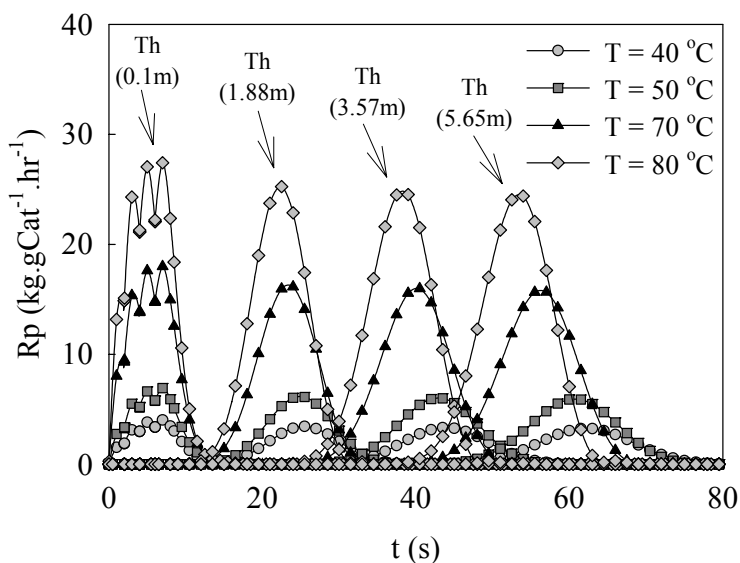 40
30
20
10
0
Rp (kg.gCat⁻¹.hr⁻¹)
Th
(0.1m)
Th
(1.88m)
Th
(3.57m)
Th
(5.65m)
T = 40 °C
T = 50 °C
T = 70 °C
T = 80 °C
0 20 40 60 80
t (s)